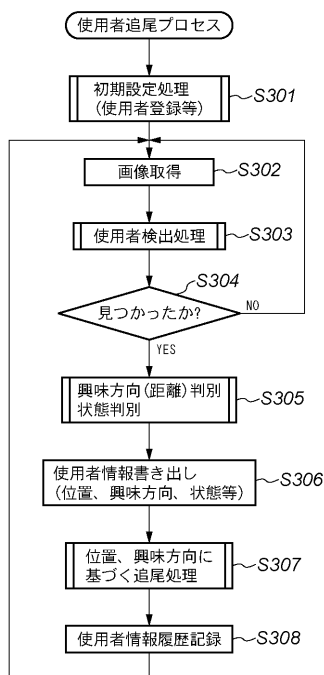 使用者追尾プロセス
初期設定処理
(使用者登録等)
S301
画像取得
S302
使用者検出処理
S303
S304
見つかったか?
NO
YES
興味方向(距離)判別
状態判別
S305
使用者情報書き出し
(位置、興味方向、状態等)
S306
位置、興味方向に
基づく追尾処理
S307
使用者情報履歴記録
S308